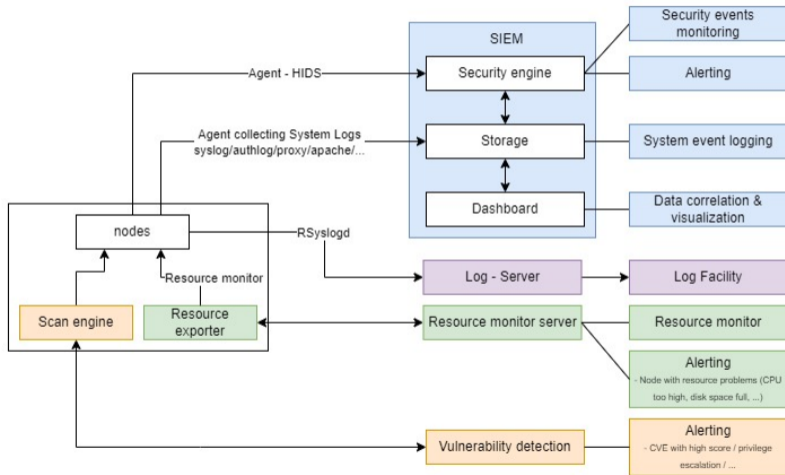 Security events
monitoring
SIEM
Agent - HIDS
Security engine
Alerting
Agent collecting System Logs
syslog/authlog/proxy/apache/...
Storage
System event logging
Dashboard
Data correlation &
visualization
nodes
RSyslogd
Resource monitor
Log - Server
Log Facility
Scan engine
Resource
exporter
Resource monitor server
Resource monitor
Alerting
- Node with resource problems (CPU
too high, disk space full, ...)
Vulnerability detection
Alerting
- CVE with high score / privilege
escalation / ...